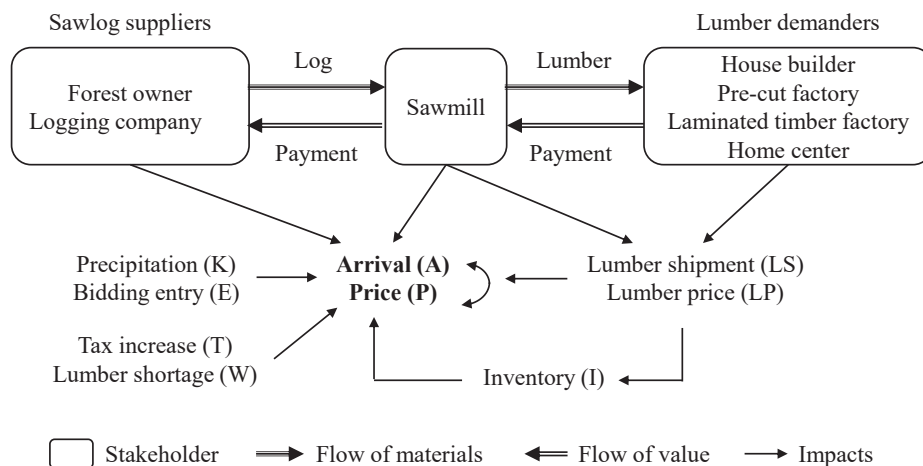 Sawlog suppliers
Lumber demanders
Log
Lumber
Forest owner
Logging company
Sawmill
House builder
Pre-cut factory
Laminated timber factory
Home center
Payment
Payment
Precipitation (K)
Bidding entry (E)
Arrival (A)
Price (P)
Lumber shipment (LS)
Lumber price (LP)
Tax increase (T)
Lumber shortage (W)
Inventory (I)
Stakeholder
Flow of materials
Flow of value
Impacts